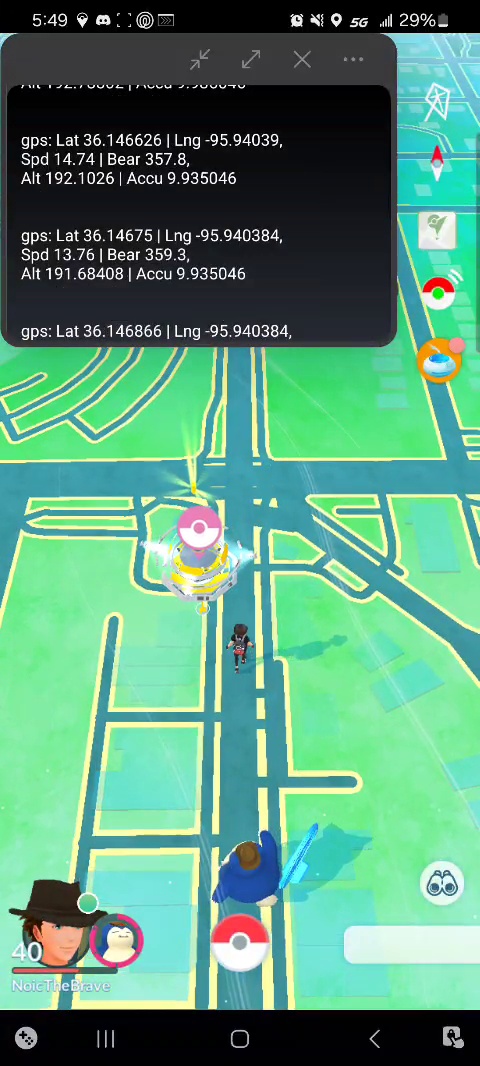 5:49
5G
29%
gps: Lat 36.146626 | Lng -95.94039,
Spd 14.74 | Bear 357.8,
Alt 192.1026 | Accu 9.935046
gps: Lat 36.14675 | Lng -95.940384,
Spd 13.76 | Bear 359.3,
Alt 191.68408 | Accu 9.935046
gps: Lat 36.146866 | Lng -95.940384,
40
NoicTheBrave